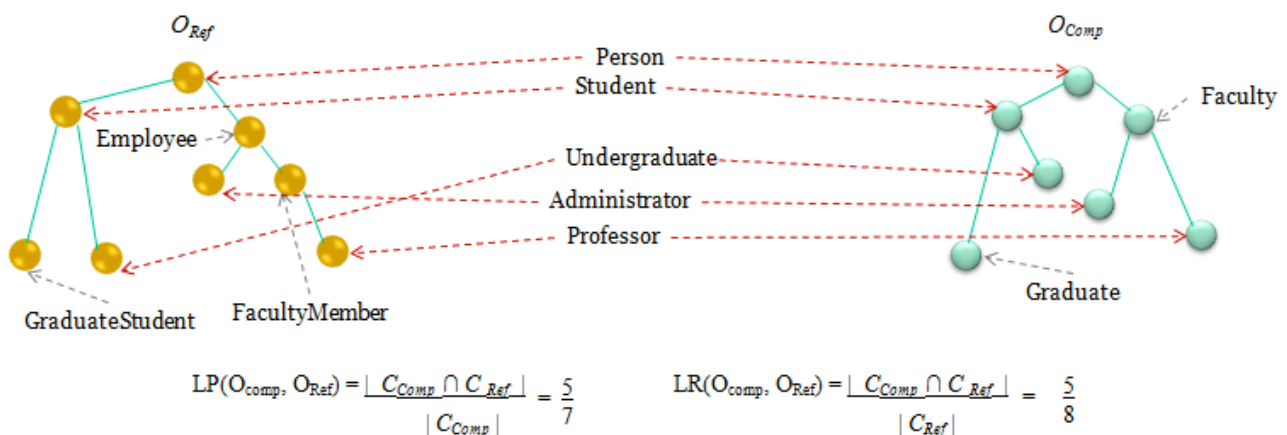 O_Ref
O_Comp
Person
Student
Faculty
Employee
Undergraduate
Administrator
Professor
Graduate
FacultyMember
GraduateStudent
LP(O_comp, O_Ref) = | C_Comp ∩ C_Ref | / | C_Comp | = 5/7
LR(O_comp, O_Ref) = | C_Comp ∩ C_Ref | / | C_Ref | = 5/8